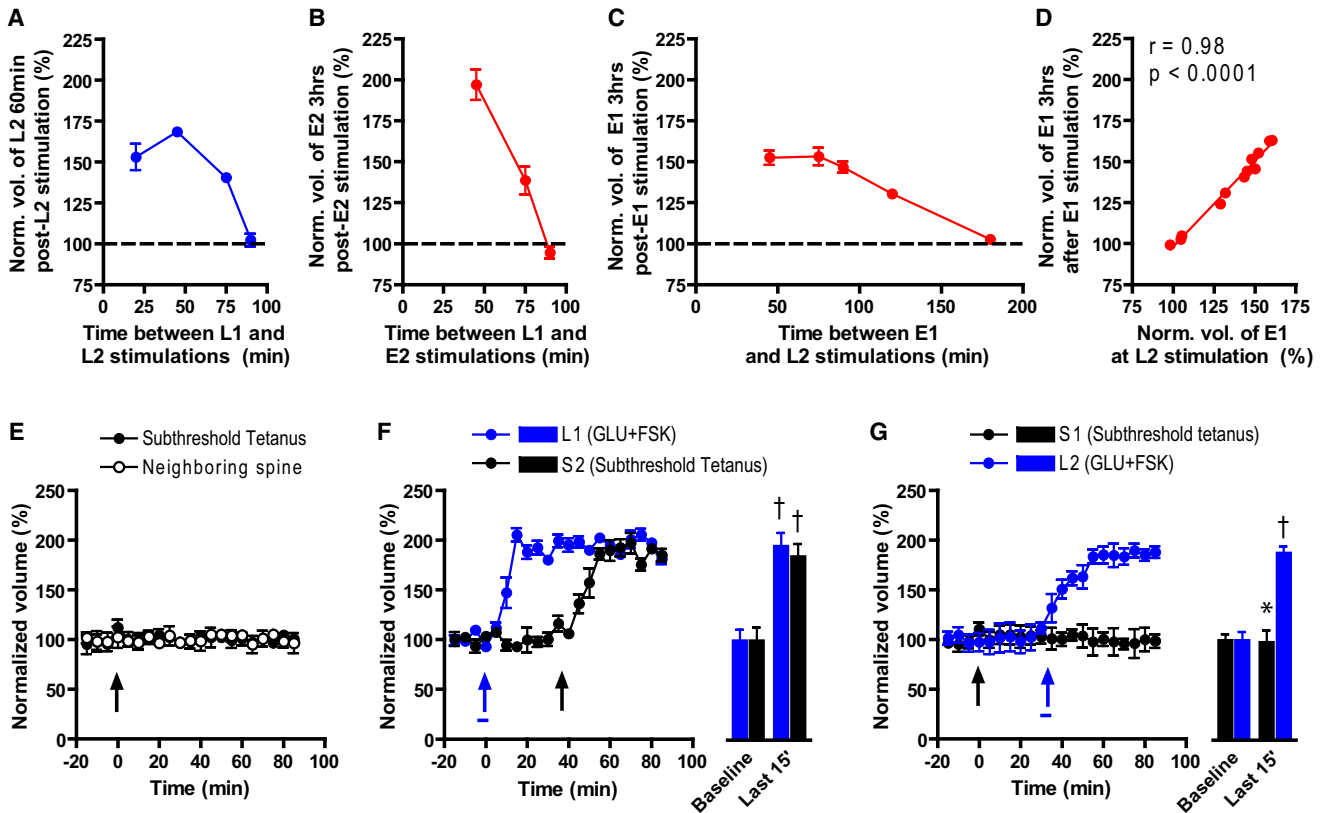 A
Norm. vol. of L2 60min
post-L2 stimulation (%)
225
200
175
150
125
100
75
0
25
50
75
100
Time between L1 and
L2 stimulations (min)
B
Norm. vol. of E2 3hrs
post-E2 stimulation (%)
225
200
175
150
125
100
75
0
25
50
75
100
Time between L1 and
E2 stimulations (min)
C
Norm. vol. of E1 3hrs
post-E1 stimulation (%)
225
200
175
150
125
100
75
0
50
100
150
200
Time between E1
and L2 stimulations (min)
D
Norm. vol. of E1 3hrs
after E1 stimulation (%)
225
200
175
150
125
100
75
r = 0.98
p < 0.0001
75
100
125
150
175
Norm. vol. of E1
at L2 stimulation (%)
E
Subthreshold Tetanus
Neighboring spine
Normalized volume (%)
250
200
150
100
50
0
-20
0
20
40
60
80
100
Time (min)
F
L1 (GLU+FSK)
S2 (Subthreshold Tetanus)
Normalized volume (%)
250
200
150
100
50
0
-20
0
20
40
60
80
100
Time (min)
†
†
Baseline
Last 15'
G
S1 (Subthreshold tetanus)
L2 (GLU+FSK)
Normalized volume (%)
250
200
150
100
50
0
-20
0
20
40
60
80
100
Time (min)
*
†
Baseline
Last 15'